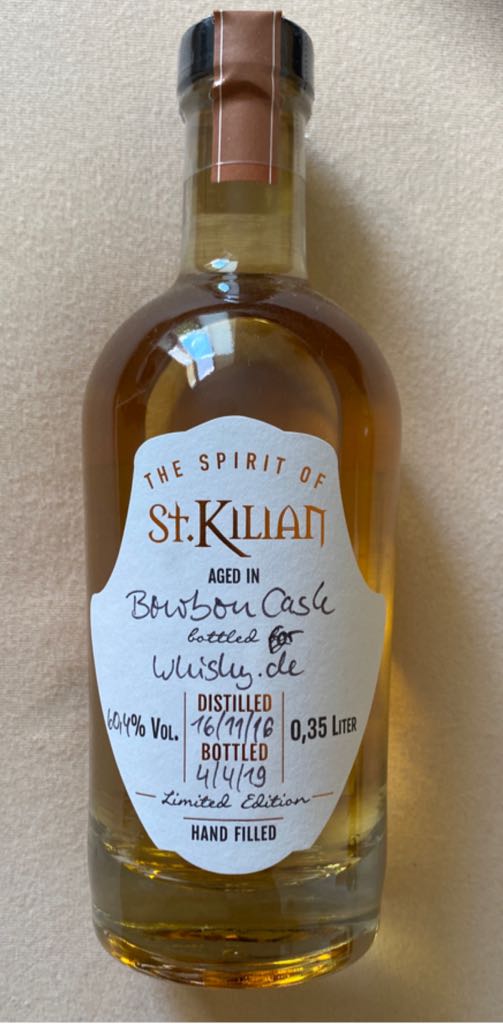 THE SPIRIT OF
St. KILIAN
AGED IN
Bourbon Cask
bottled for
whisky.de
60,4% VOL.
DISTILLED
16/11/16
BOTTLED
4/4/19
0,35 LITER
Limited Edition
HAND FILLED